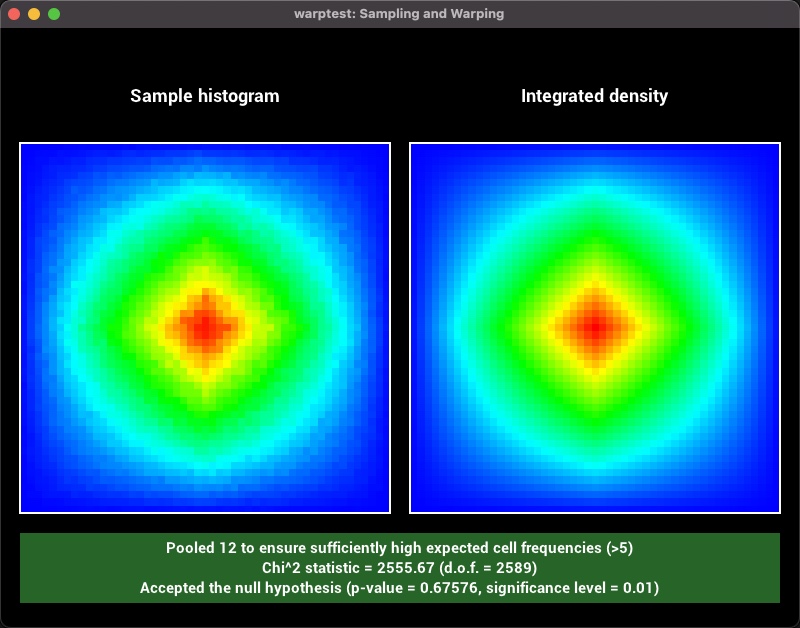 warptest: Sampling and Warping
Sample histogram
Integrated density
Pooled 12 to ensure sufficiently high expected cell frequencies (>5)
Chi^2 statistic = 2555.67 (d.o.f. = 2589)
Accepted the null hypothesis (p-value = 0.67576, significance level = 0.01)